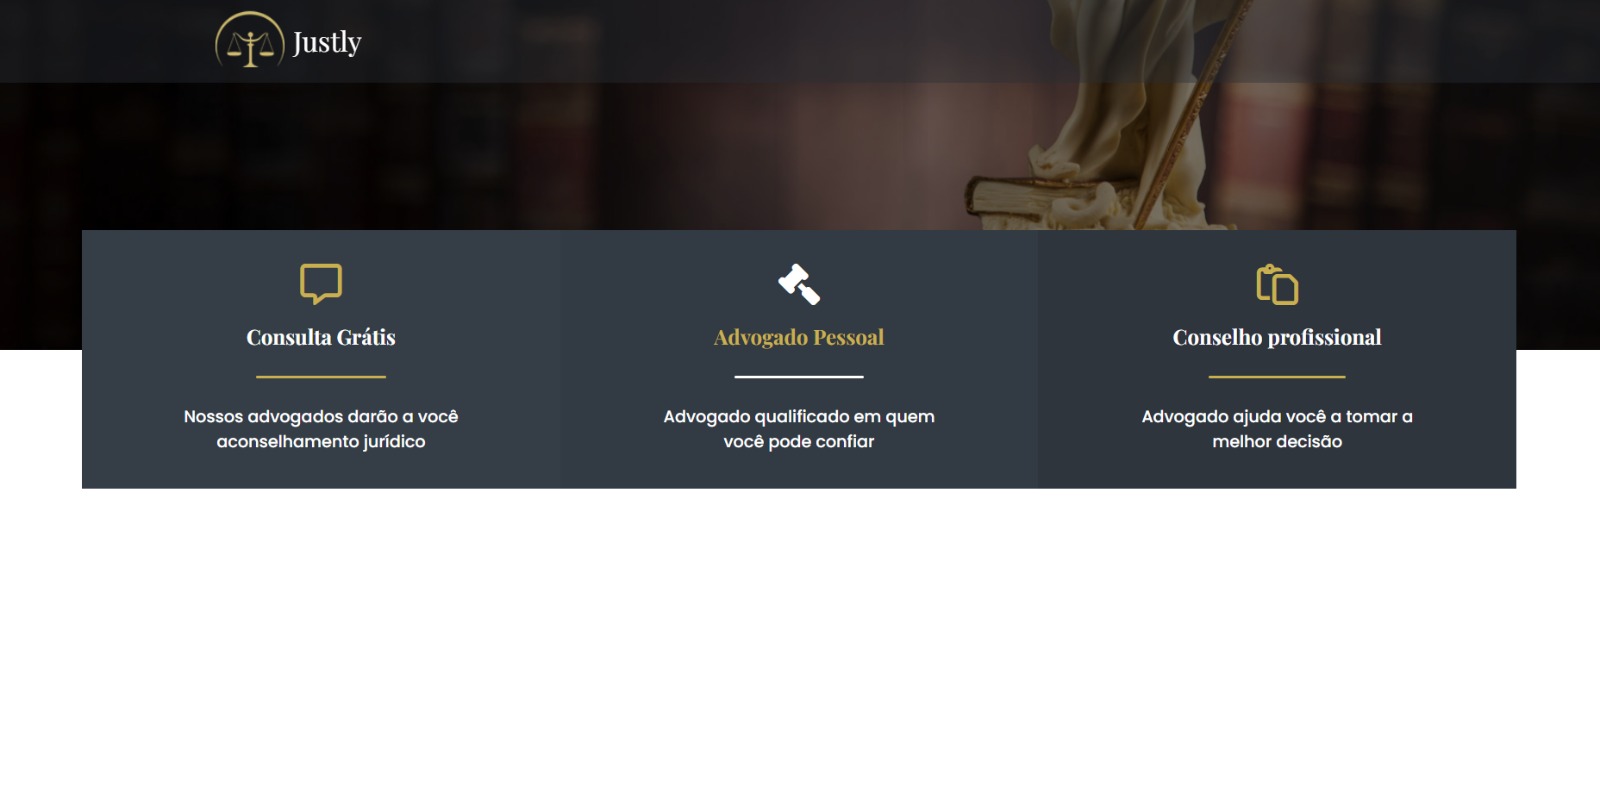 Justly
Consulta Grátis
Nossos advogados darão a você
aconselhamento jurídico
Advogado Pessoal
Advogado qualificado em quem
você pode confiar
Conselho profissional
Advogado ajuda você a tomar a
melhor decisão